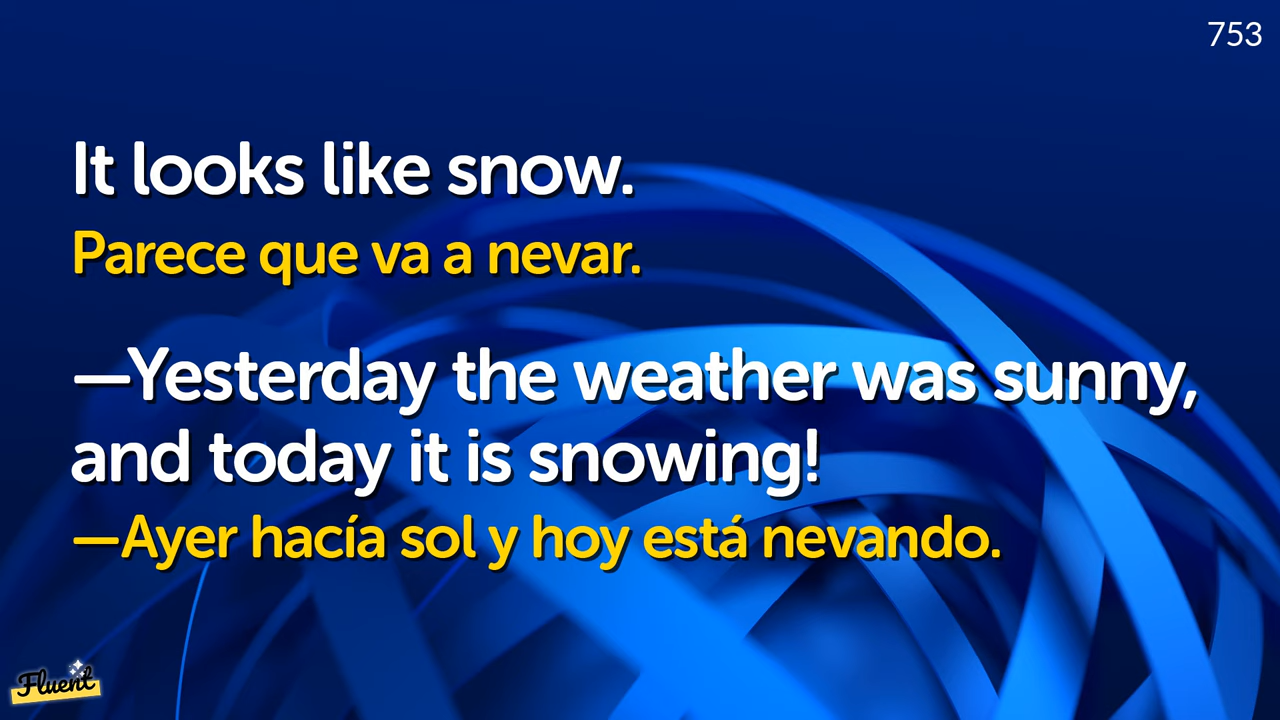 753
It looks like snow.
Parece que va a nevar.
—Yesterday the weather was sunny,
and today it is snowing!
—Ayer hacía sol y hoy está nevando.
Fluent